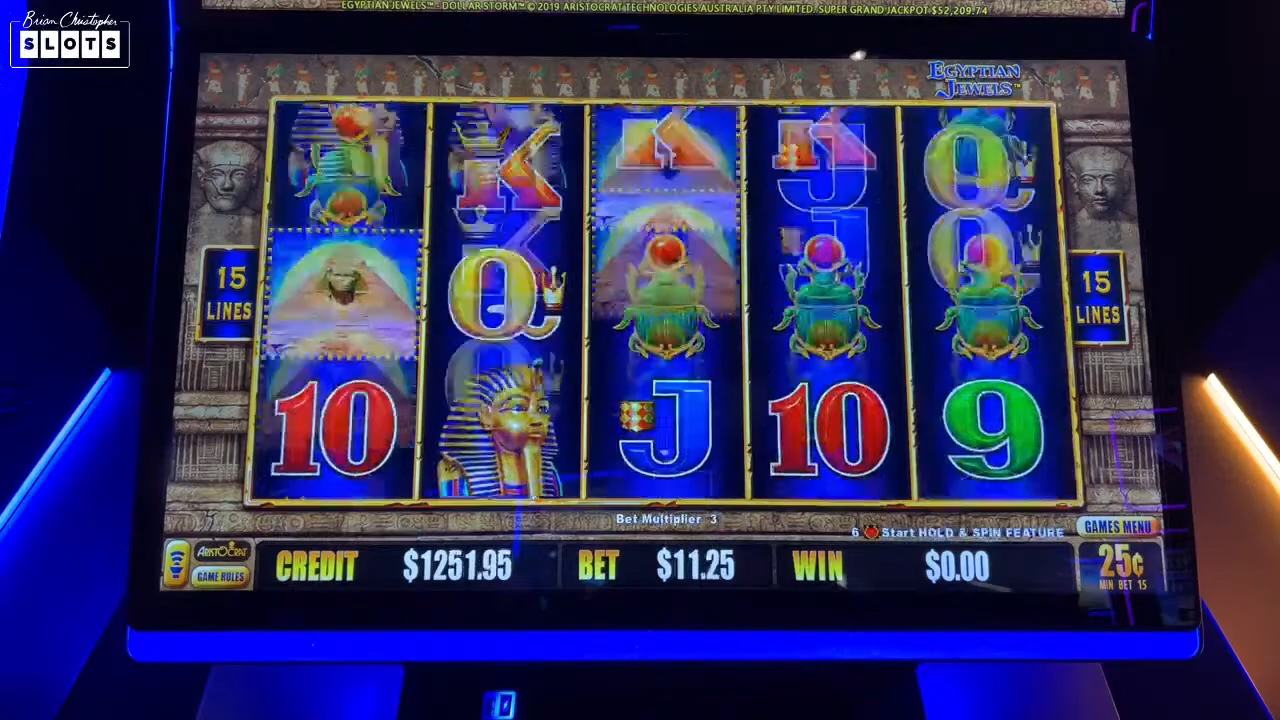 Brian Christopher
SLOTS
EGYPTIAN JEWELS™ - DOLLAR STORM™ © 2019 ARISTOCRAT TECHNOLOGIES AUSTRALIA PTY LIMITED. SUPER GRAND JACKPOT $52,209.74
EGYPTIAN
JEWELS™
K
K
K
J
Q
Q
Q
15
LINES
15
LINES
10
J
10
9
Bet Multiplier 3
6 Start HOLD & SPIN FEATURE
GAMES MENU
ARISTOCRAT
GAME RULES
CREDIT $1251.95
BET $11.25
WIN $0.00
25¢
MIN BET 15